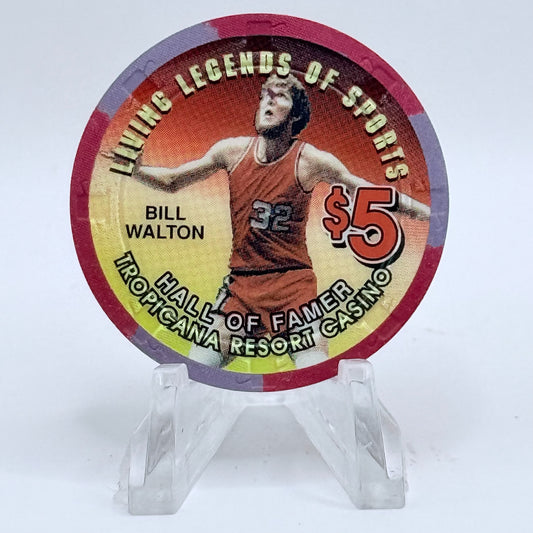 LIVING LEGENDS OF SPORTS
BILL
WALTON
32
$5
HALL OF FAMER
TROPICANA RESORT CASINO